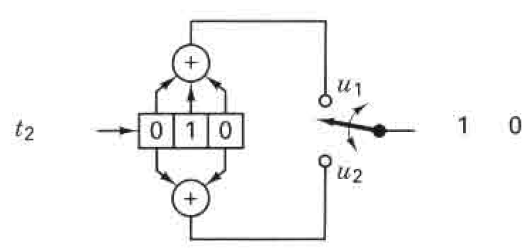 +
u₁
t₂ 0 1 0 1 0
u₂
+